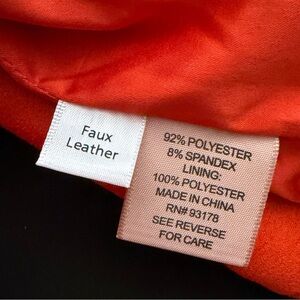 Faux
Leather
92% POLYESTER
8% SPANDEX
LINING:
100% POLYESTER
MADE IN CHINA
RN# 93178
SEE REVERSE
FOR CARE